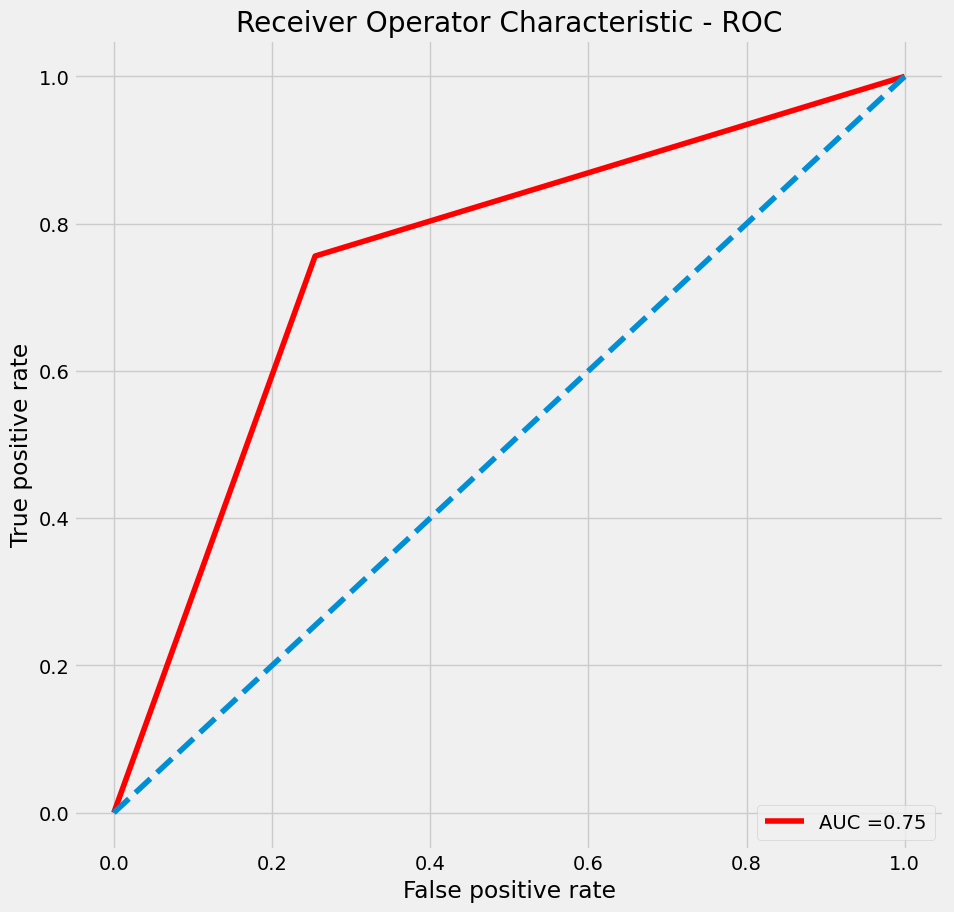 Receiver Operator Characteristic - ROC
True positive rate
1.0
0.8
0.6
0.4
0.2
0.0
AUC =0.75
0.0 0.2 0.4 0.6 0.8 1.0
False positive rate